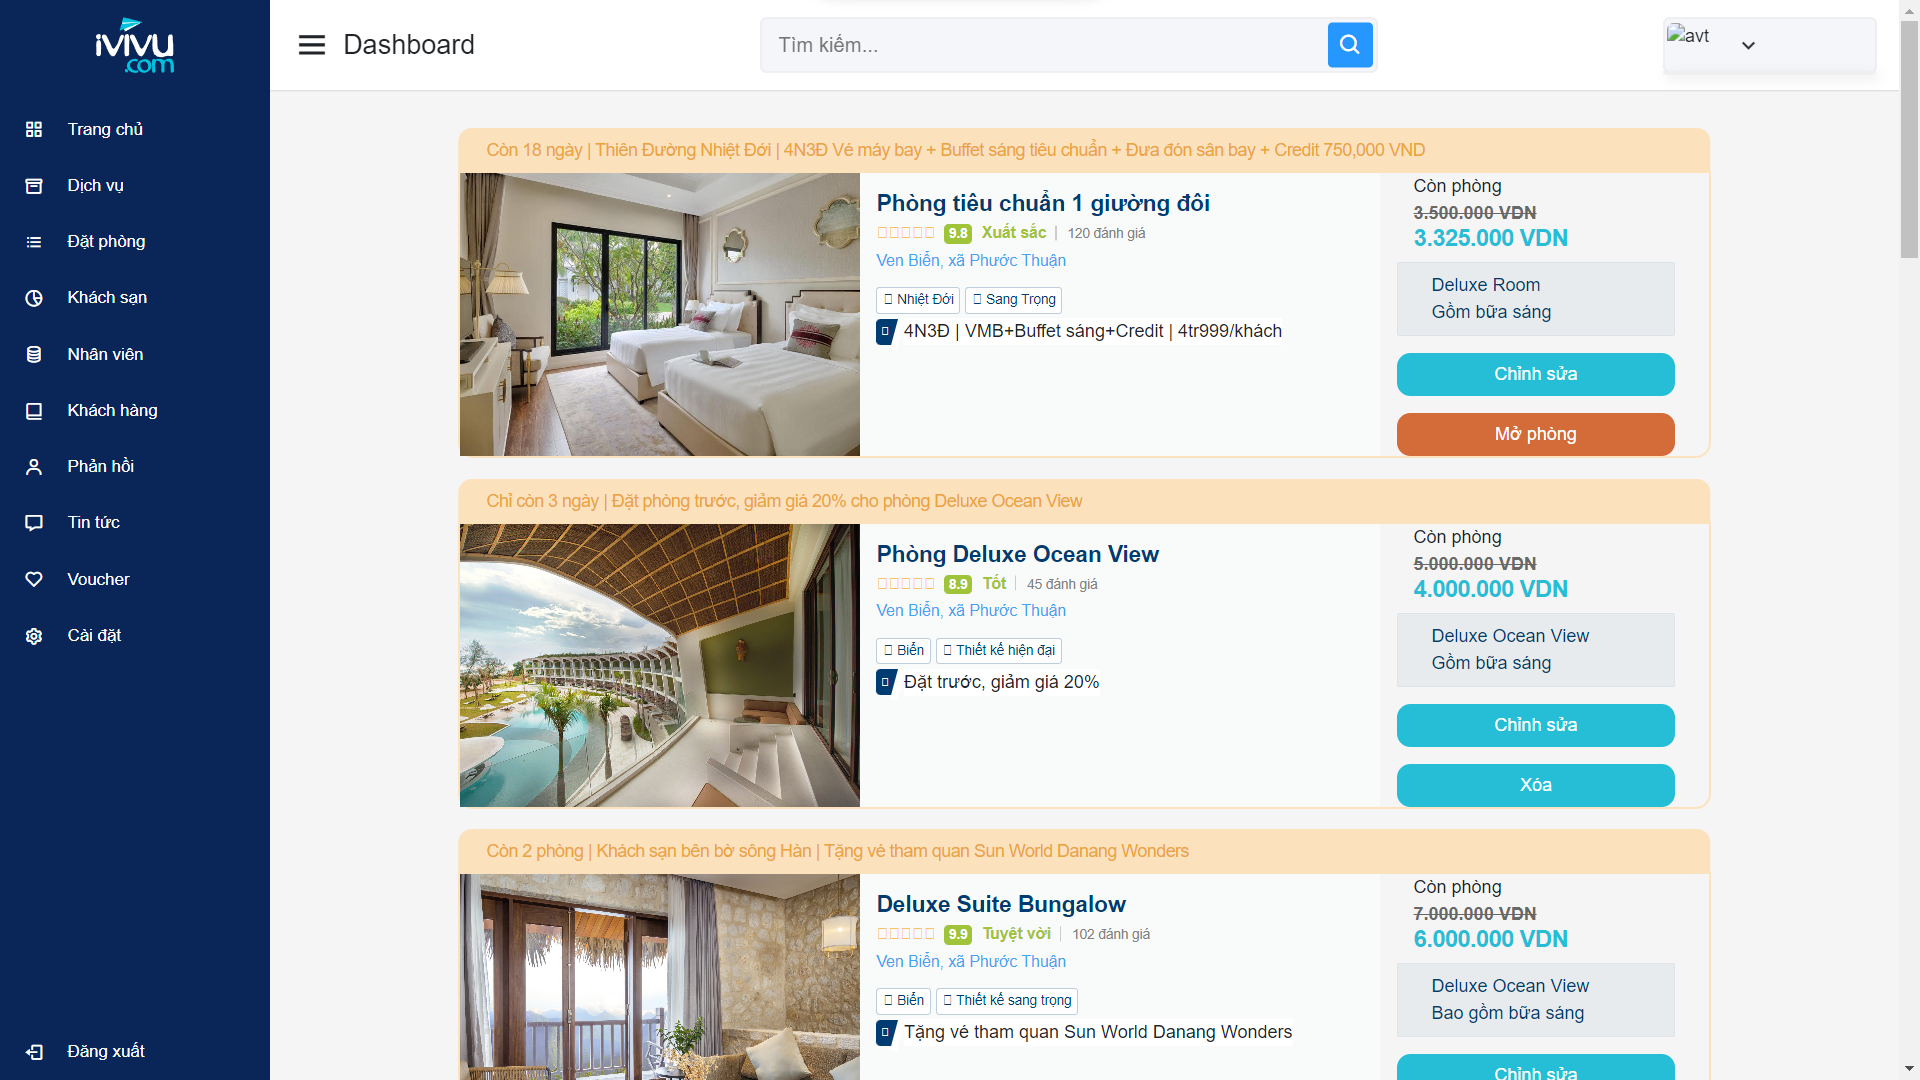 iVIVU
.com
Trang chủ
Dịch vụ
Đặt phòng
Khách sạn
Nhân viên
Khách hàng
Phản hồi
Tin tức
Voucher
Cài đặt
Đăng xuất
Dashboard
Tìm kiếm...
avt
Còn 18 ngày | Thiên Đường Nhiệt Đới | 4N3Đ Vé máy bay + Buffet sáng tiêu chuẩn + Đưa đón sân bay + Credit 750,000 VND
Phòng tiêu chuẩn 1 giường đôi
9.8 Xuất sắc | 120 đánh giá
Ven Biển, xã Phước Thuận
Nhiệt Đới Sang Trọng
4N3Đ | VMB+Buffet sáng+Credit | 4tr999/khách
Còn phòng
3.500.000 VDN
3.325.000 VDN
Deluxe Room
Gồm bữa sáng
Chỉnh sửa
Mở phòng
Chỉ còn 3 ngày | Đặt phòng trước, giảm giá 20% cho phòng Deluxe Ocean View
Phòng Deluxe Ocean View
8.9 Tốt | 45 đánh giá
Ven Biển, xã Phước Thuận
Biển Thiết kế hiện đại
Đặt trước, giảm giá 20%
Còn phòng
5.000.000 VDN
4.000.000 VDN
Deluxe Ocean View
Gồm bữa sáng
Chỉnh sửa
Xóa
Còn 2 phòng | Khách sạn bên bờ sông Hàn | Tặng vé tham quan Sun World Danang Wonders
Deluxe Suite Bungalow
9.9 Tuyệt vời | 102 đánh giá
Ven Biển, xã Phước Thuận
Biển Thiết kế sang trọng
Tặng vé tham quan Sun World Danang Wonders
Còn phòng
7.000.000 VDN
6.000.000 VDN
Deluxe Ocean View
Bao gồm bữa sáng
Chỉnh sửa